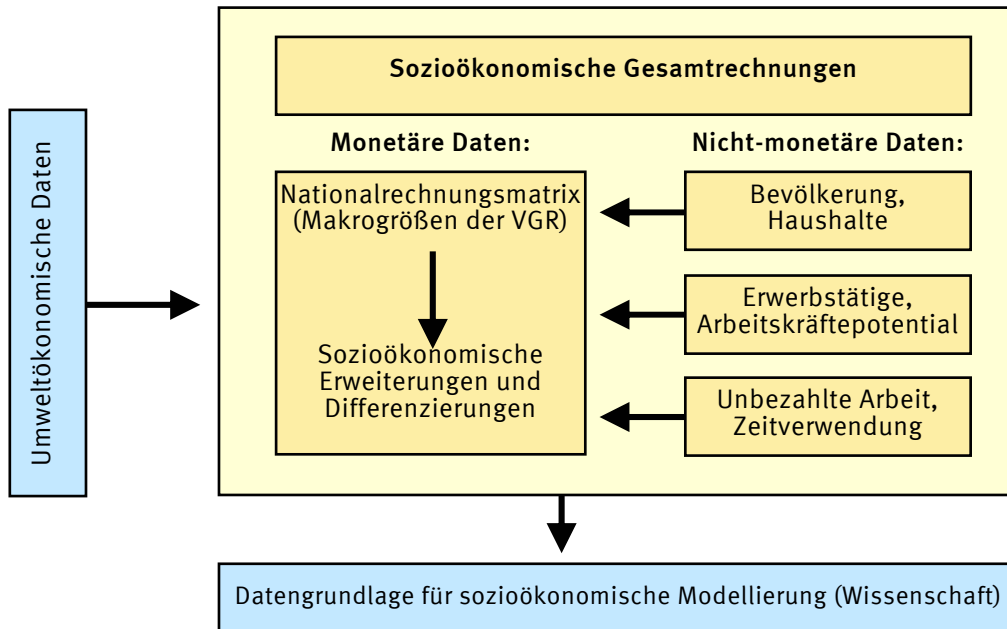 Umweltökonomische Daten
Sozioökonomische Gesamtrechnungen
Monetäre Daten:
Nationalrechnungsmatrix
(Makrogrößen der VGR)
Sozioökonomische
Erweiterungen und
Differenzierungen
Nicht-monetäre Daten:
Bevölkerung,
Haushalte
Erwerbstätige,
Arbeitskräftepotential
Unbezahlte Arbeit,
Zeitverwendung
Datengrundlage für sozioökonomische Modellierung (Wissenschaft)